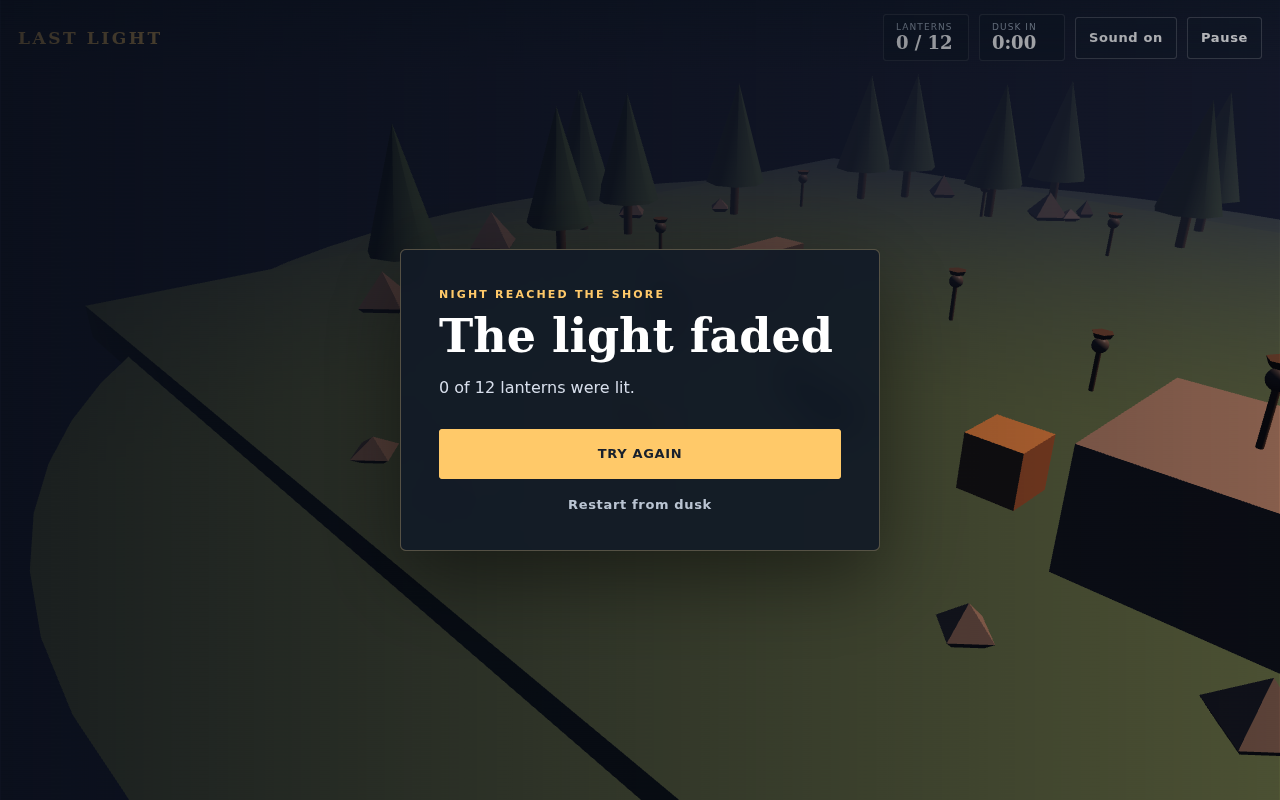 LAST LIGHT
LANTERNS
0 / 12
DUSK IN
0:00
Sound on
Pause
NIGHT REACHED THE SHORE
The light faded
0 of 12 lanterns were lit.
TRY AGAIN
Restart from dusk